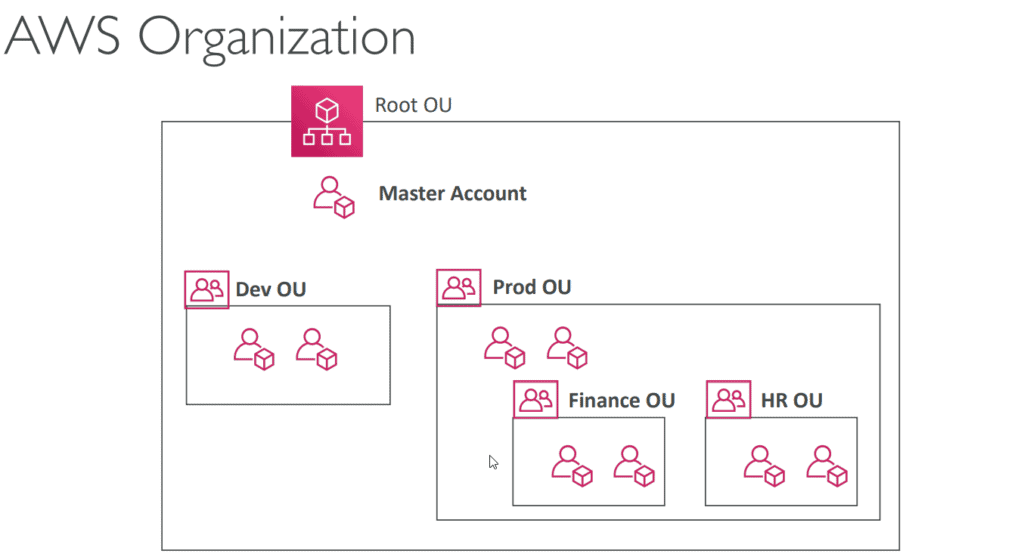 AWS Organization
Root OU
Master Account
Dev OU
Prod OU
Finance OU
HR OU